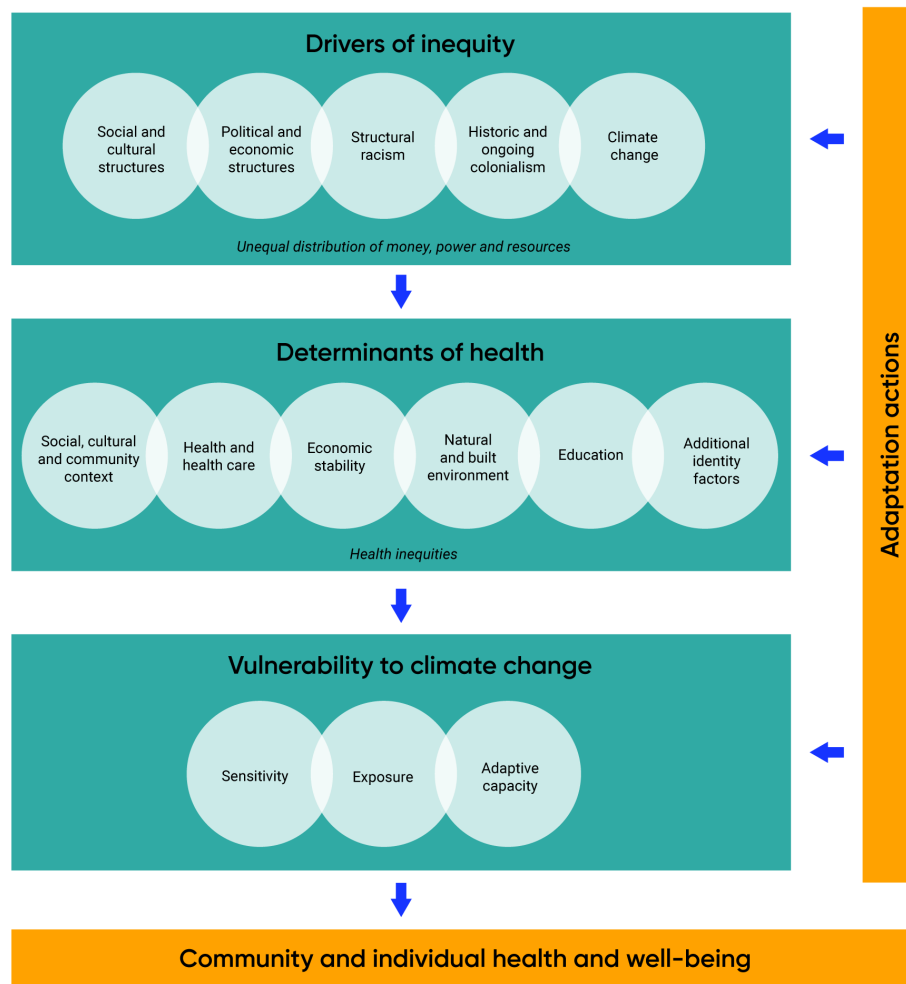 Drivers of inequity
Social and
cultural
structures
Political and
economic
structures
Structural
racism
Historic and
ongoing
colonialism
Climate
change
Unequal distribution of money, power and resources
Determinants of health
Social, cultural
and community
context
Health and
health care
Economic
stability
Natural
and built
environment
Education
Additional
identity
factors
Health inequities
Vulnerability to climate change
Sensitivity
Exposure
Adaptive
capacity
Adaptation actions
Community and individual health and well-being